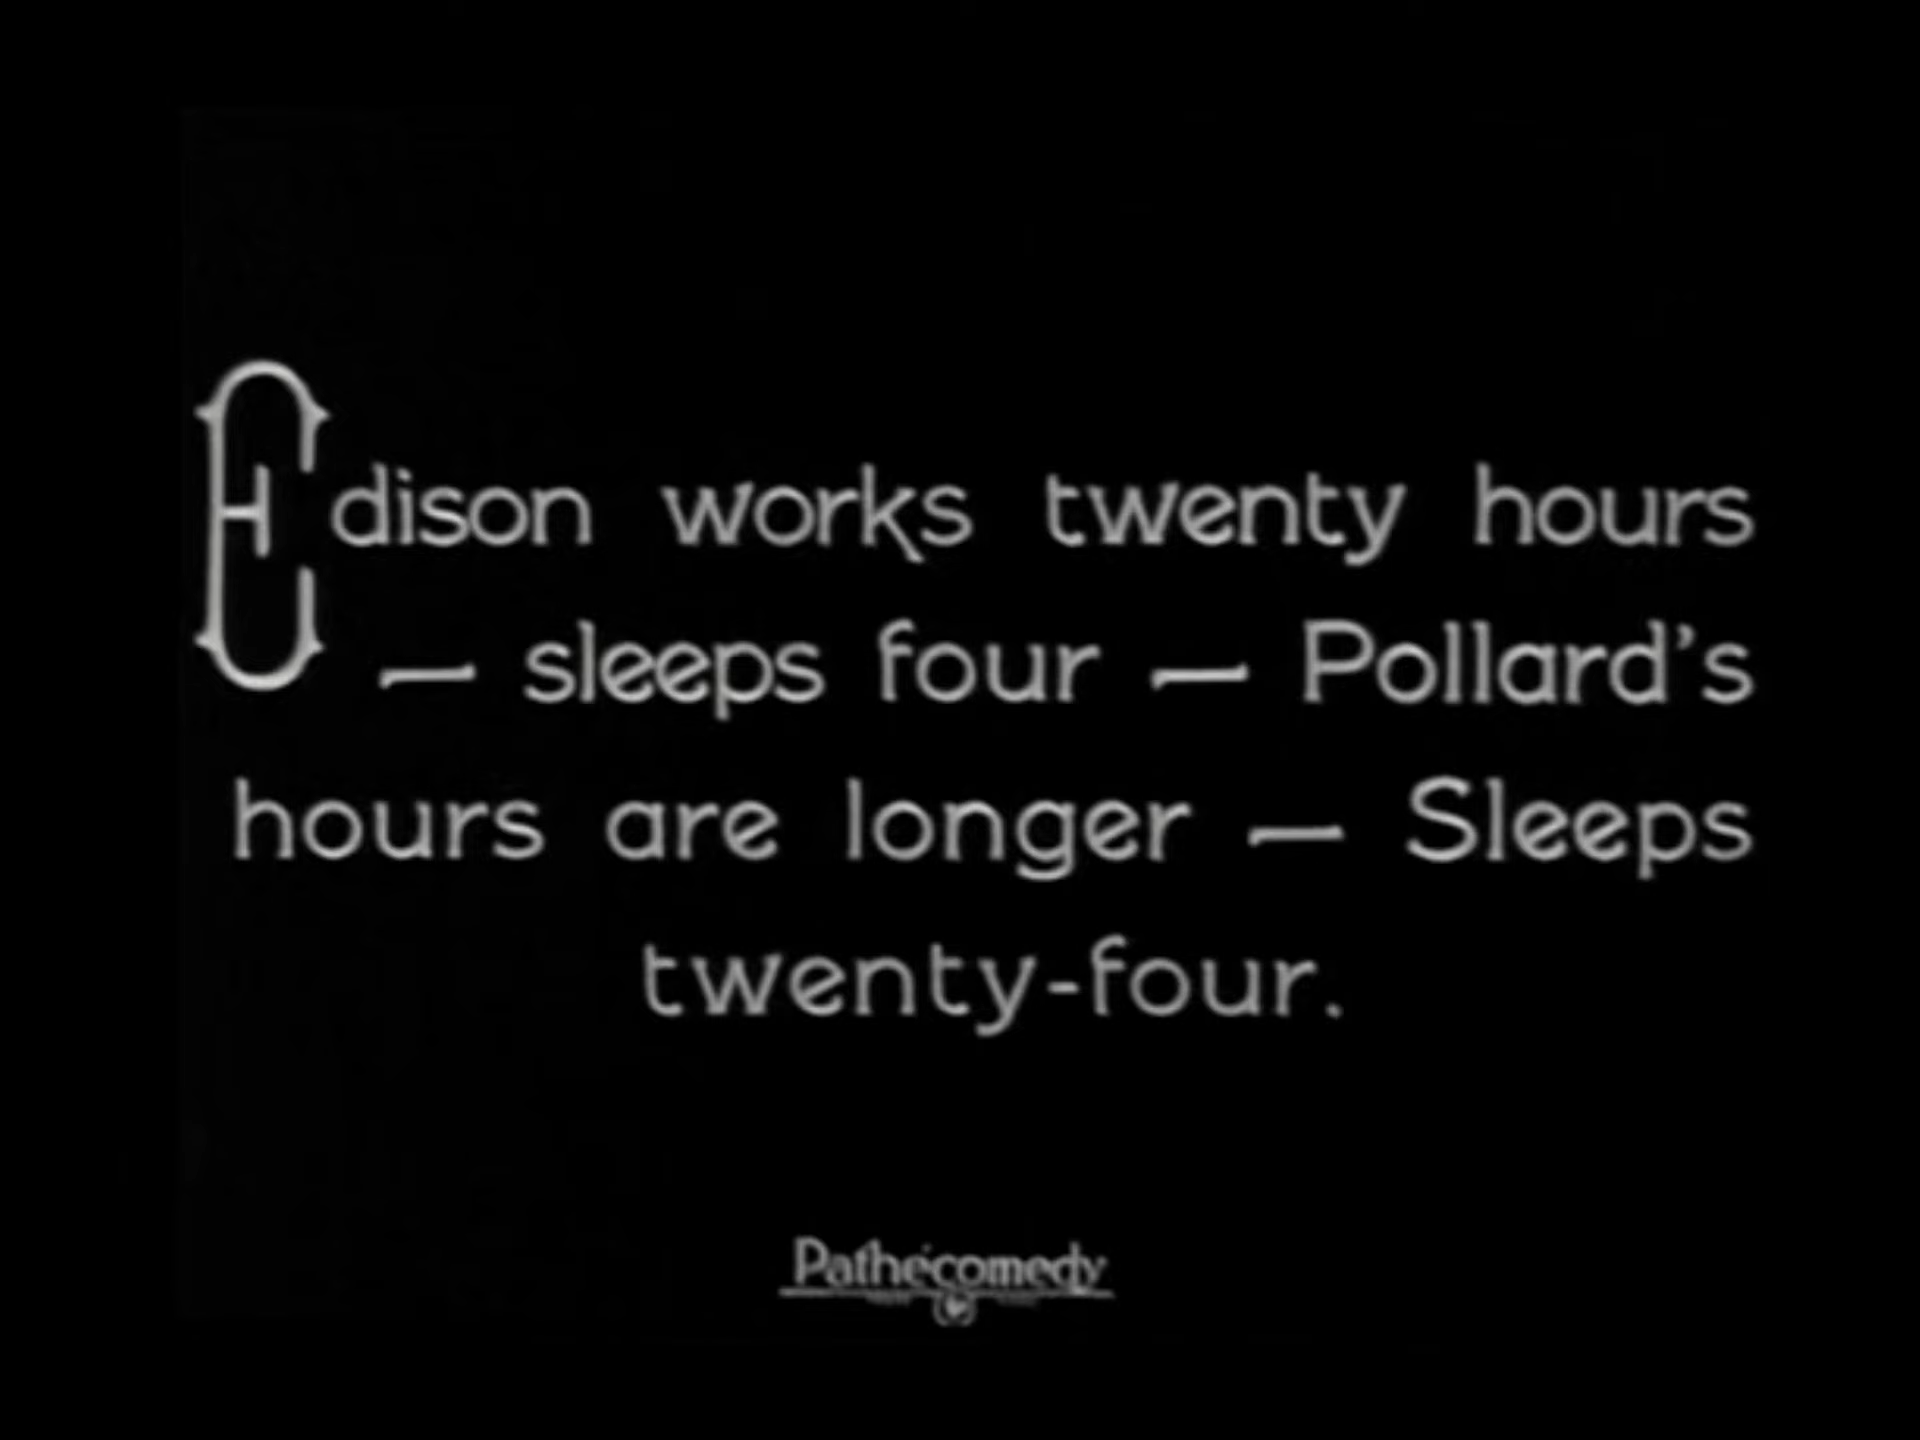 Edison works twenty hours
— sleeps four — Pollard's
hours are longer — Sleeps
twenty-four.
Pathécomedy